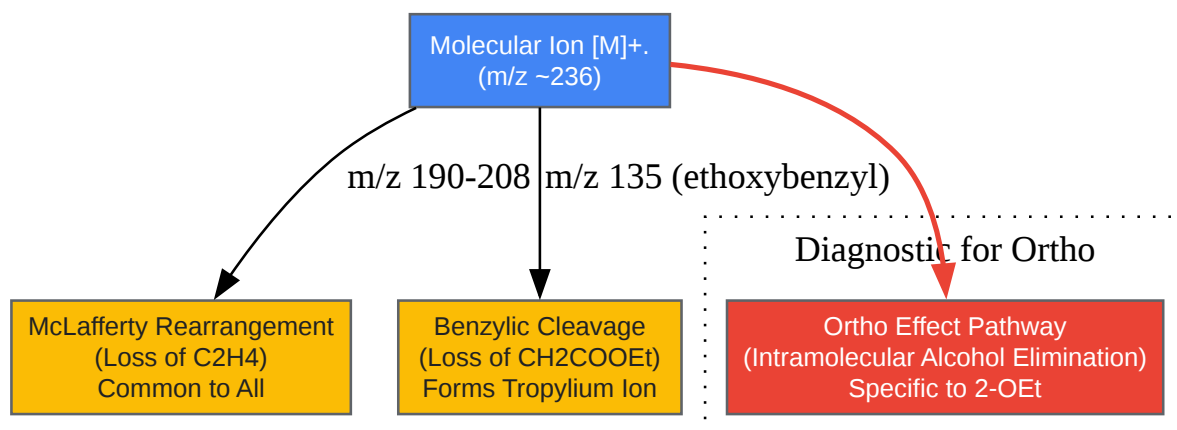 Molecular Ion [M]+.
(m/z ~236)
m/z 190-208
m/z 135 (ethoxybenzyl)
Diagnostic for Ortho
McLafferty Rearrangement
(Loss of C2H4)
Common to All
Benzylic Cleavage
(Loss of CH2COOEt)
Forms Tropylium Ion
Ortho Effect Pathway
(Intramolecular Alcohol Elimination)
Specific to 2-OEt